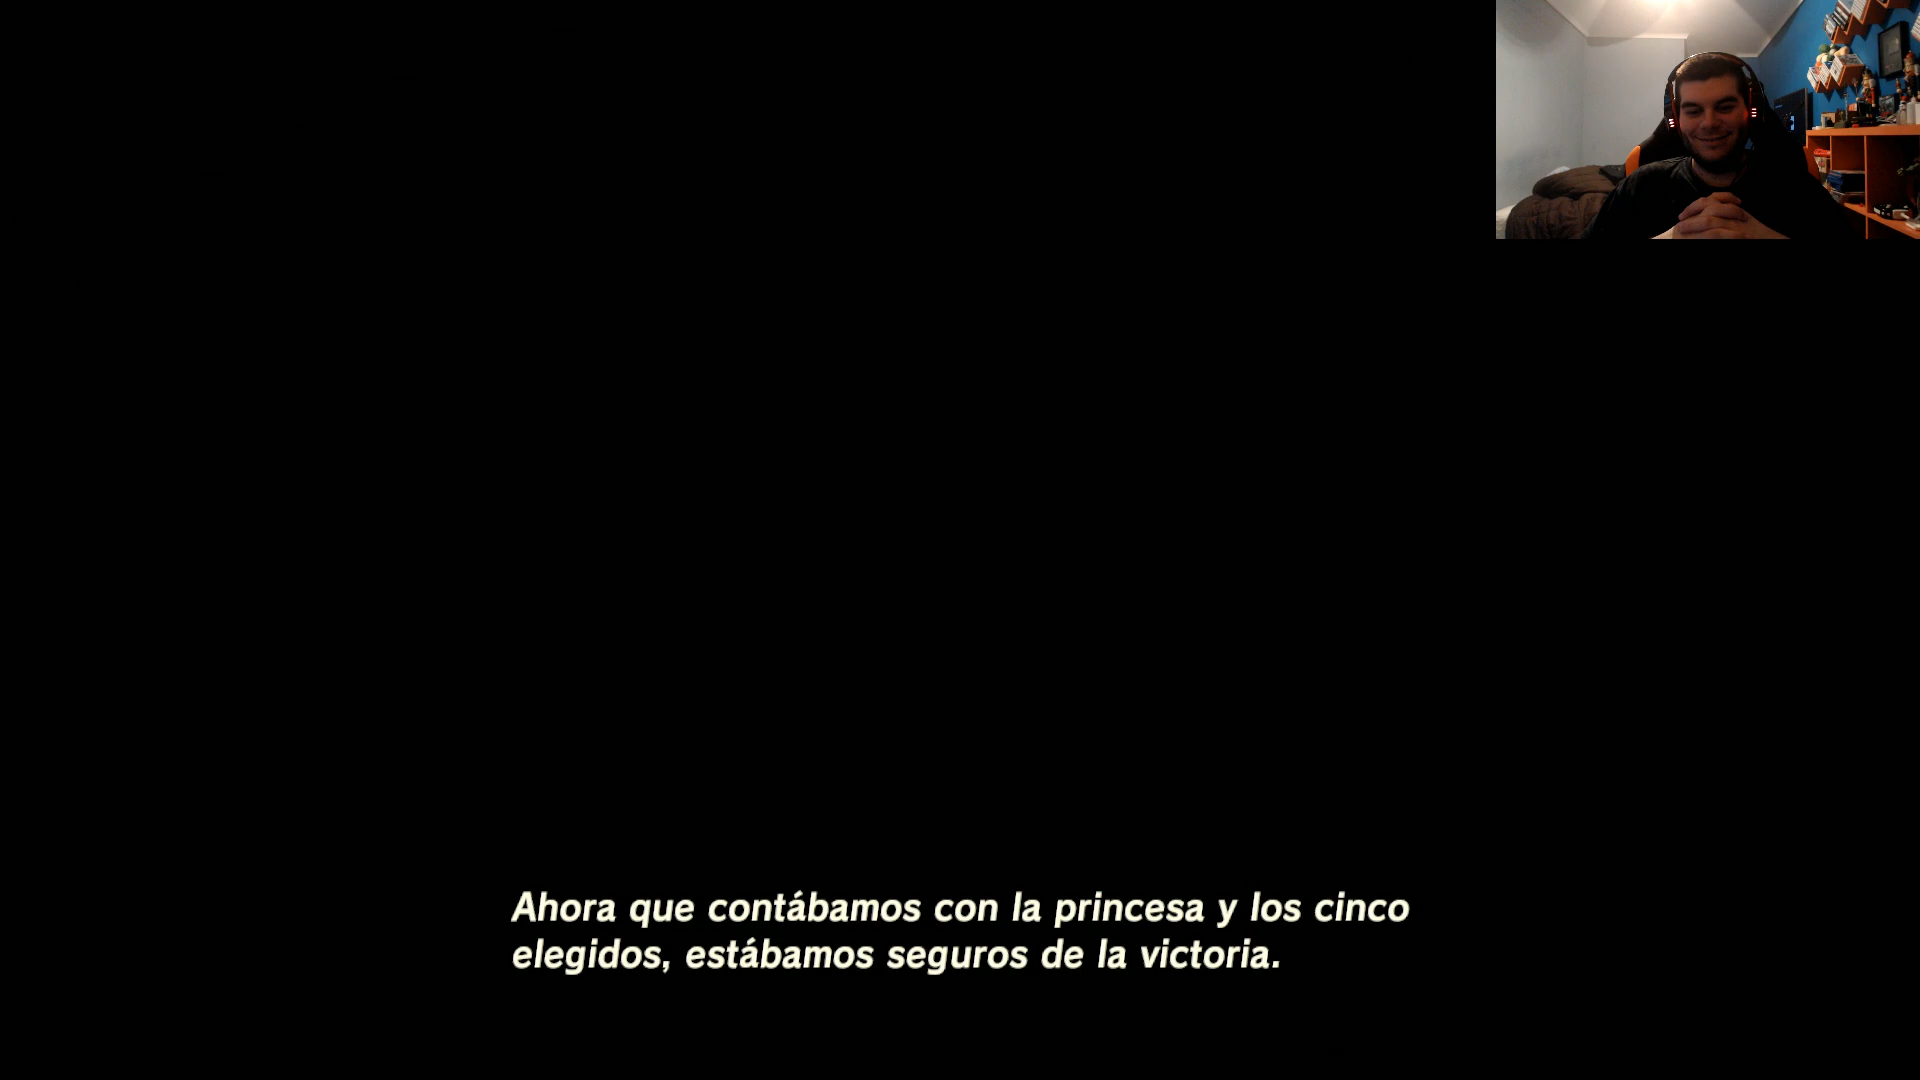 Ahora que contábamos con la princesa y los cinco
elegidos, estábamos seguros de la victoria.